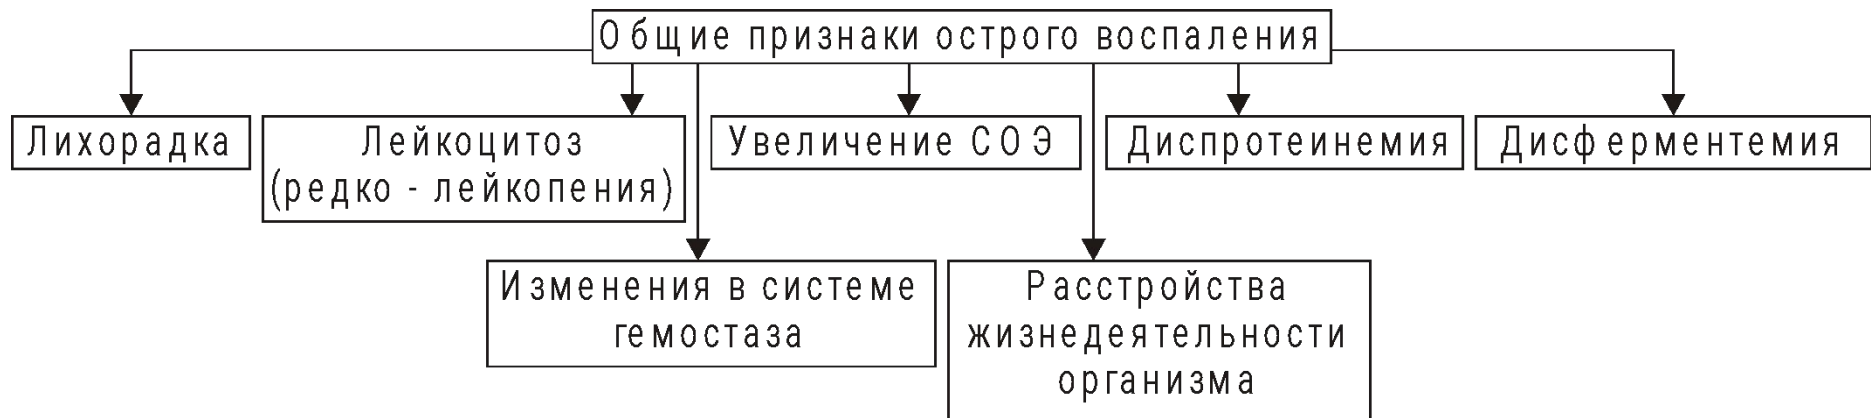 Общие признаки острого воспаления
Лихорадка
Лейкоцитоз
(редко - лейкопения)
Увеличение СОЭ
Диспротеинемия
Дисферментемия
Изменения в системе
гемостаза
Расстройства
жизнедеятельности
организма